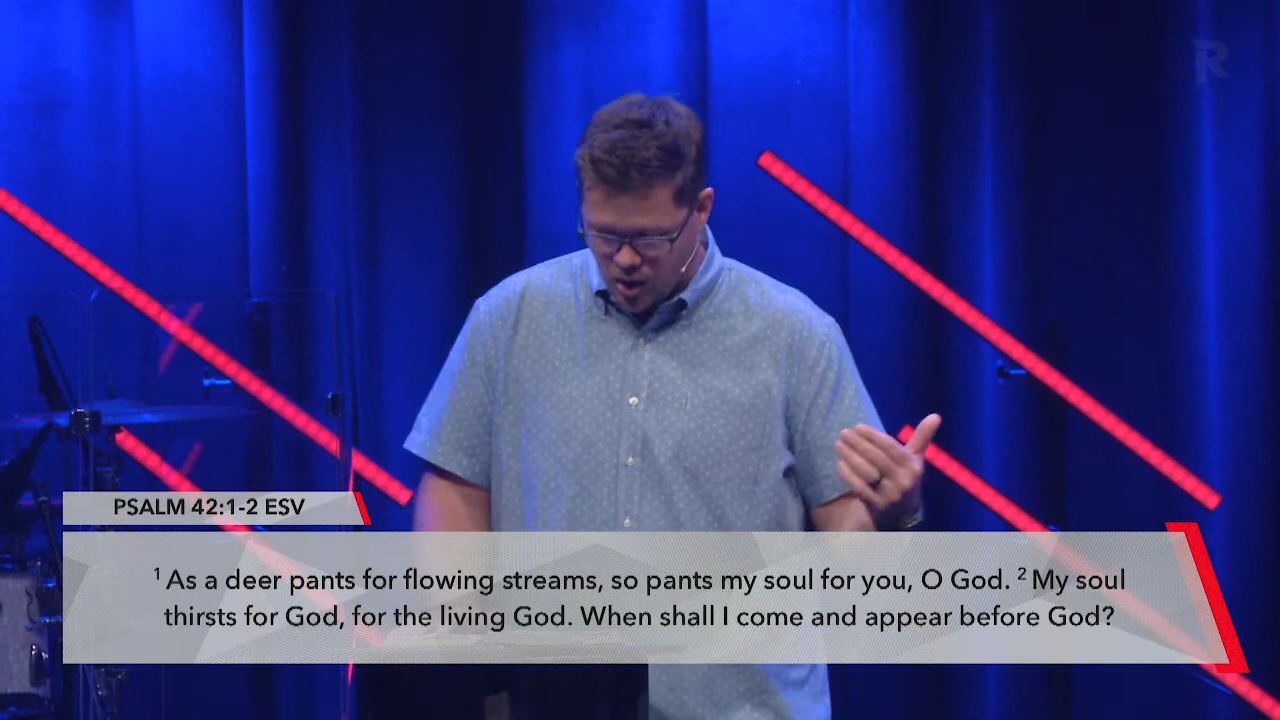 R
PSALM 42:1-2 ESV
¹ As a deer pants for flowing streams, so pants my soul for you, O God. ² My soul
thirsts for God, for the living God. When shall I come and appear before God?